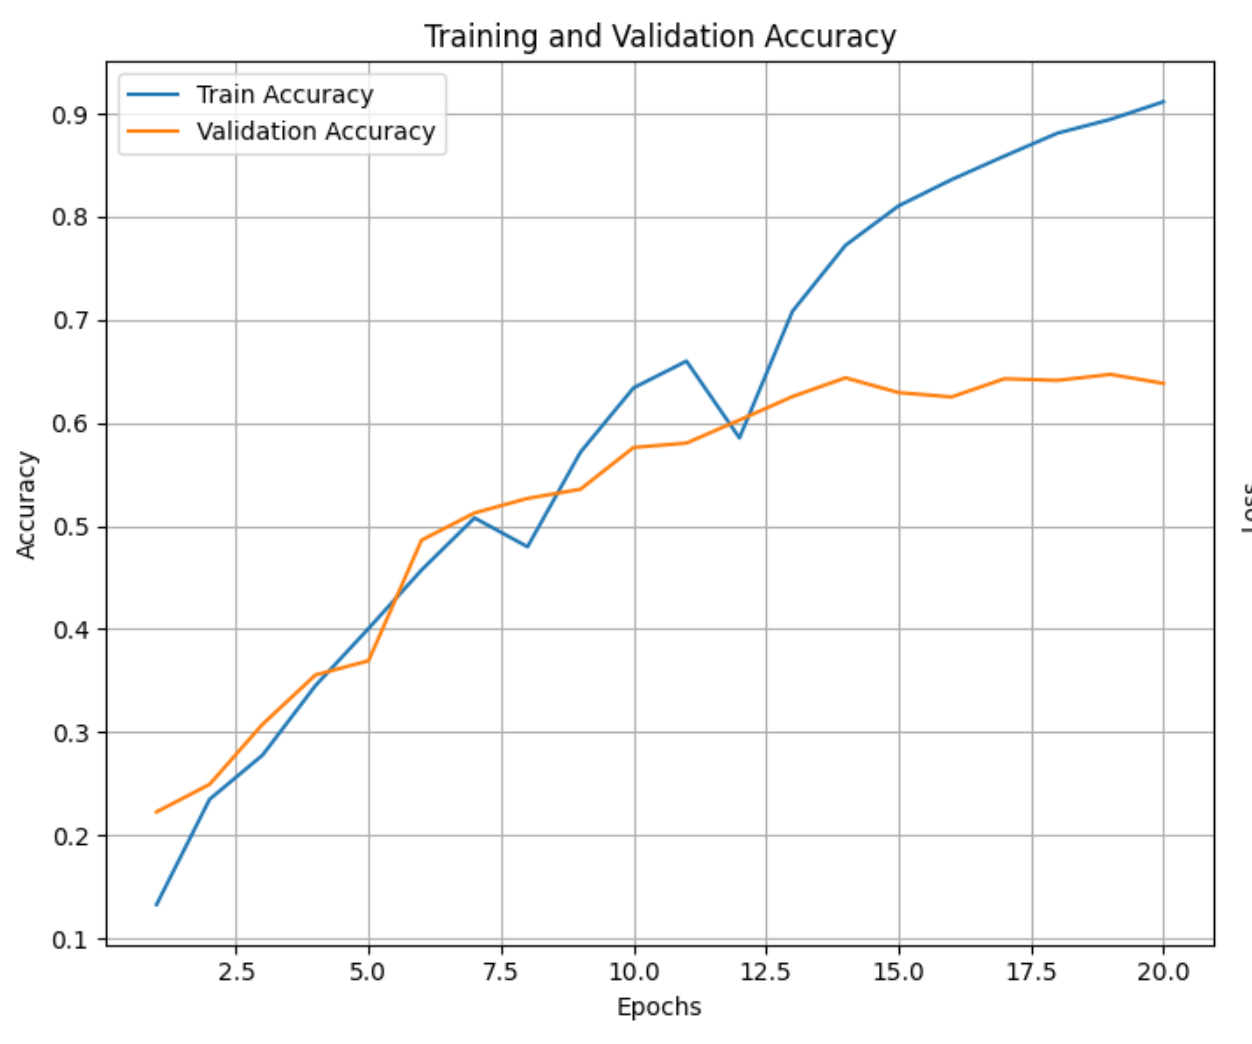 Training and Validation Accuracy
Train Accuracy
Validation Accuracy
0.9
0.8
0.7
0.6
0.5
0.4
0.3
0.2
0.1
Accuracy
2.5 5.0 7.5 10.0 12.5 15.0 17.5 20.0
Epochs